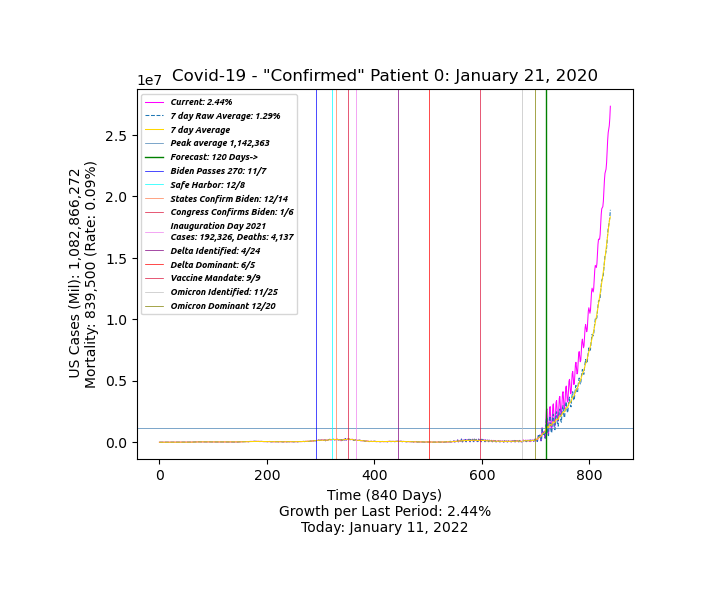 Covid-19 - "Confirmed" Patient 0: January 21, 2020
1e7
Current: 2.44%
7 day Raw Average: 1.29%
7 day Average
Peak average 1,142,363
Forecast: 120 Days->
Biden Passes 270: 11/7
Safe Harbor: 12/8
States Confirm Biden: 12/14
Congress Confirms Biden: 1/6
Inauguration Day 2021
Cases: 192,326, Deaths: 4,137
Delta Identified: 4/24
Delta Dominant: 6/5
Vaccine Mandate: 9/9
Omicron Identified: 11/25
Omicron Dominant 12/20
US Cases (Mil): 1,082,866,272
Mortality: 839,500 (Rate: 0.09%)
2.5
2.0
1.5
1.0
0.5
0.0
0 200 400 600 800
Time (840 Days)
Growth per Last Period: 2.44%
Today: January 11, 2022